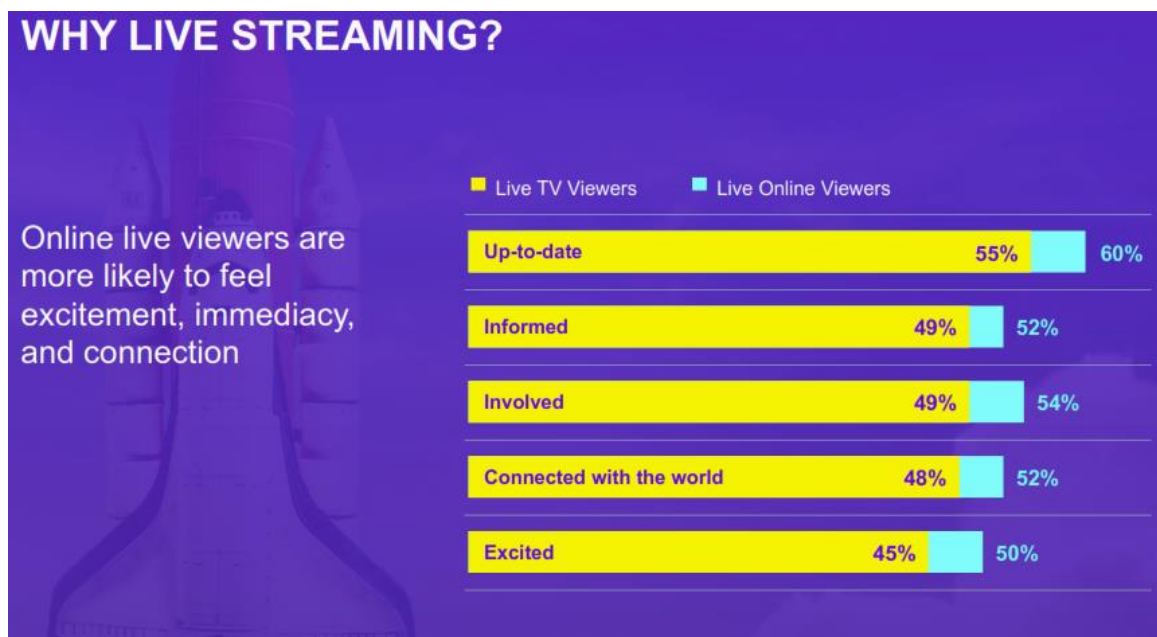 WHY LIVE STREAMING?
Online live viewers are
more likely to feel
excitement, immediacy,
and connection
Live TV Viewers Live Online Viewers
Up-to-date 55% 60%
Informed 49% 52%
Involved 49% 54%
Connected with the world 48% 52%
Excited 45% 50%